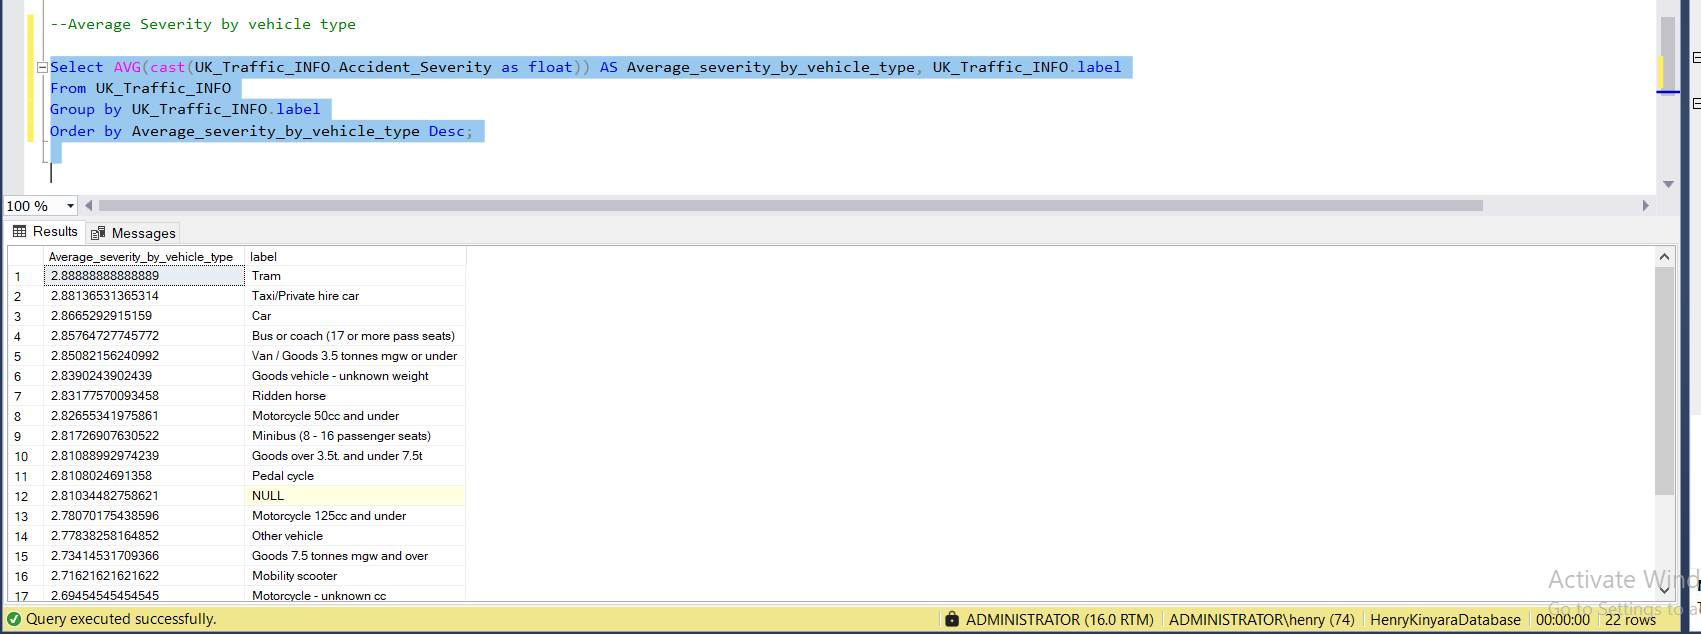 --Average Severity by vehicle type
Select AVG(cast(UK_Traffic_INFO.Accident_Severity as float)) AS Average_severity_by_vehicle_type, UK_Traffic_INFO.label
From UK_Traffic_INFO
Group by UK_Traffic_INFO.label
Order by Average_severity_by_vehicle_type Desc;
100 %
Results Messages
Average_severity_by_vehicle_type label
1 2.88888888888889 Tram
2 2.88136531365314 Taxi/Private hire car
3 2.8665292915159 Car
4 2.85764727745772 Bus or coach (17 or more pass seats)
5 2.85082156240992 Van / Goods 3.5 tonnes mgw or under
6 2.8390243902439 Goods vehicle - unknown weight
7 2.83177570093458 Ridden horse
8 2.82655341975861 Motorcycle 50cc and under
9 2.81726907630522 Minibus (8 - 16 passenger seats)
10 2.81088992974239 Goods over 3.5t. and under 7.5t
11 2.8108024691358 Pedal cycle
12 2.81034482758621 NULL
13 2.78070175438596 Motorcycle 125cc and under
14 2.77838258164852 Other vehicle
15 2.73414531709366 Goods 7.5 tonnes mgw and over
16 2.71621621621622 Mobility scooter
17 2.69454545454545 Motorcycle - unknown cc
Activate Wind
Go to Settings to a
Query executed successfully. ADMINISTRATOR (16.0 RTM) ADMINISTRATOR\henry (74) HenryKinyaraDatabase 00:00:00 22 rows